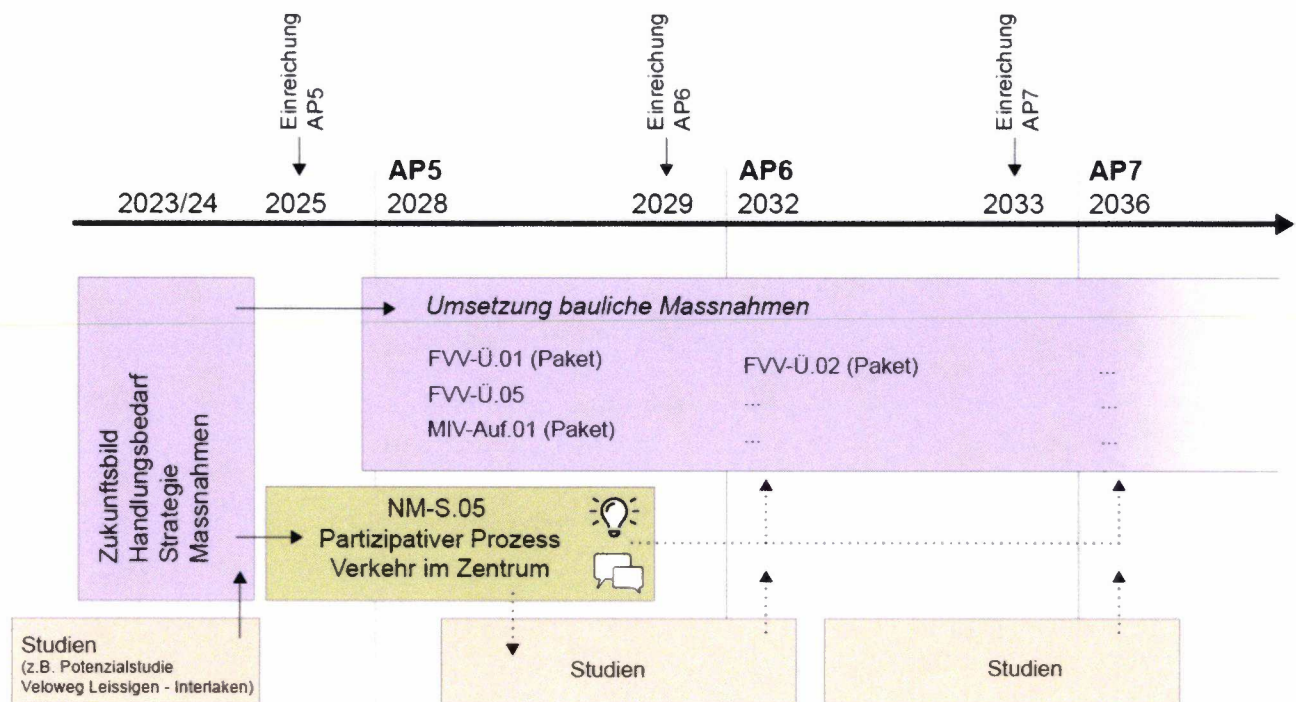 Einreichung
AP5
Einreichung
AP6
Einreichung
AP7
AP5
AP6
AP7
2023/24
2025
2028
2029
2032
2033
2036
Umsetzung bauliche Massnahmen
FVV-Ü.01 (Paket)
FVV-Ü.02 (Paket)
...
FVV-Ü.05
...
...
MIV-Auf.01 (Paket)
...
...
Zukunftsbild
Handlungsbedarf
Strategie
Massnahmen
NM-S.05
Partizipativer Prozess
Verkehr im Zentrum
Studien
(z.B. Potenzialstudie
Veloweg Leissigen - Interlaken)
Studien
Studien